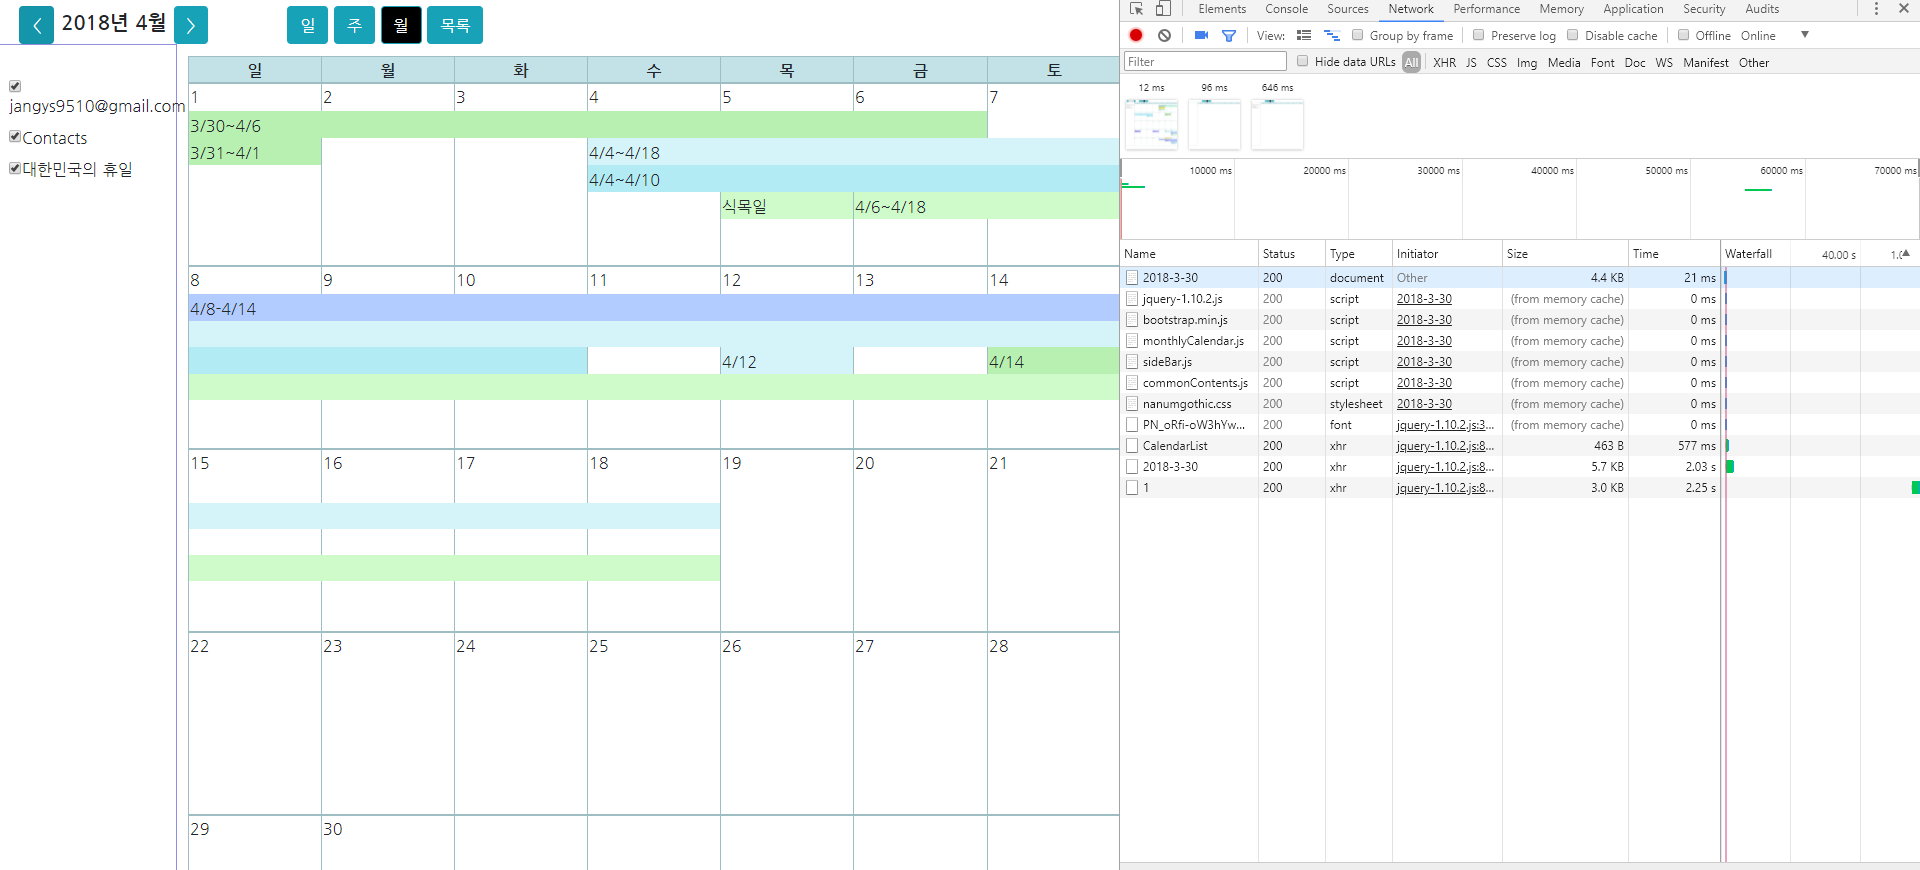 2018년 4월
일 주 월 목록
jangys9510@gmail.com
Contacts
대한민국의 휴일
일 월 화 수 목 금 토
1 2 3 4 5 6 7
3/30~4/6
3/31~4/1 4/4~4/18
4/4~4/10
식목일 4/6~4/18
8 9 10 11 12 13 14
4/8-4/14
4/12 4/14
15 16 17 18 19 20 21
22 23 24 25 26 27 28
29 30
Elements Console Sources Network Performance Memory Application Security Audits
View: Group by frame Preserve log Disable cache Offline Online
Filter Hide data URLs All XHR JS CSS Img Media Font Doc WS Manifest Other
12 ms 96 ms 646 ms
10000 ms 20000 ms 30000 ms 40000 ms 50000 ms 60000 ms 70000 ms
Name Status Type Initiator Size Time Waterfall 40.00 s 1.0
2018-3-30 200 document Other 4.4 KB 21 ms
jquery-1.10.2.js 200 script 2018-3-30 (from memory cache) 0 ms
bootstrap.min.js 200 script 2018-3-30 (from memory cache) 0 ms
monthlyCalendar.js 200 script 2018-3-30 (from memory cache) 0 ms
sideBar.js 200 script 2018-3-30 (from memory cache) 0 ms
commonContents.js 200 script 2018-3-30 (from memory cache) 0 ms
nanumgothic.css 200 stylesheet 2018-3-30 (from memory cache) 0 ms
PN_oRfi-oW3hYw... 200 font jquery-1.10.2.js:3... (from memory cache) 0 ms
CalendarList 200 xhr jquery-1.10.2.js:8... 463 B 577 ms
2018-3-30 200 xhr jquery-1.10.2.js:8... 5.7 KB 2.03 s
1 200 xhr jquery-1.10.2.js:8... 3.0 KB 2.25 s